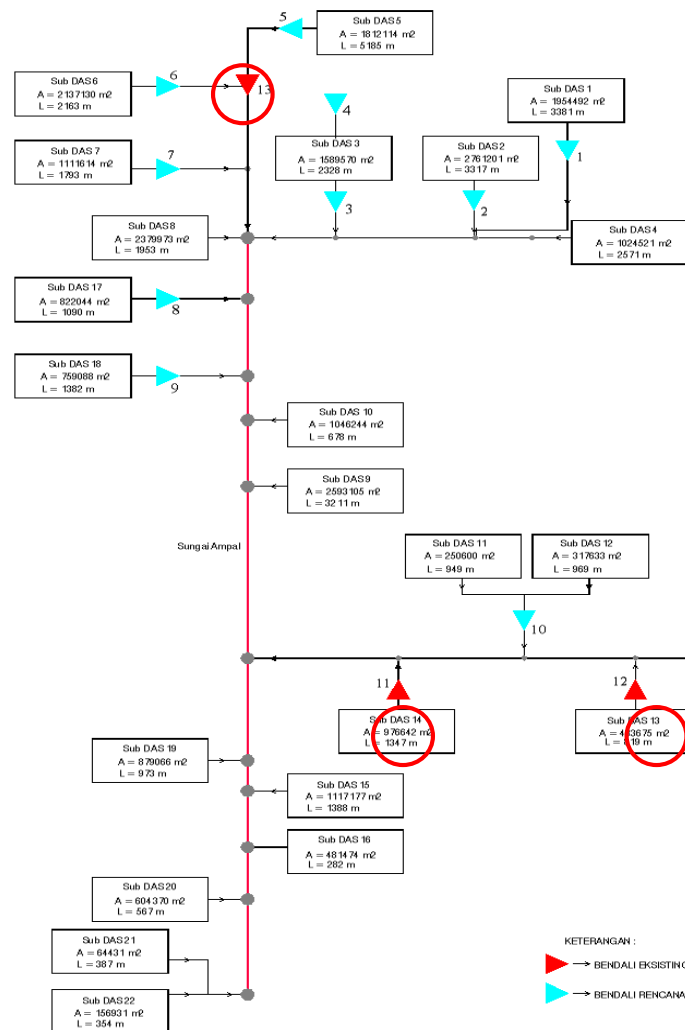 5
Sub DAS 5
A = 1812114 m2
L = 5185 m
Sub DAS 6
A = 2137130 m2
L = 2163 m
6
13
4
Sub DAS 1
A = 1954492 m2
L = 3381 m
Sub DAS 7
A = 1111614 m2
L = 1793 m
7
Sub DAS 3
A = 1589570 m2
L = 2328 m
3
Sub DAS 2
A = 2761201 m2
L = 3317 m
2
1
Sub DAS 8
A = 2379973 m2
L = 1953 m
Sub DAS 4
A = 1024521 m2
L = 2571 m
Sub DAS 17
A = 822044 m2
L = 1090 m
8
Sub DAS 18
A = 759088 m2
L = 1382 m
9
Sub DAS 10
A = 1046244 m2
L = 678 m
Sub DAS 9
A = 2593105 m2
L = 3211 m
Sungai Ampal
Sub DAS 11
A = 250600 m2
L = 949 m
Sub DAS 12
A = 317633 m2
L = 969 m
10
11
Sub DAS 14
A = 976642 m2
L = 1347 m
12
Sub DAS 13
L = 819 m
Sub DAS 19
A = 879066 m2
L = 973 m
Sub DAS 15
A = 1117177 m2
L = 1388 m
Sub DAS 16
A = 481474 m2
L = 282 m
Sub DAS 20
A = 604370 m2
L = 567 m
Sub DAS 21
A = 64431 m2
L = 387 m
Sub DAS 22
A = 156931 m2
L = 354 m
KETERANGAN :
BENDALI EKSISTING
BENDALI RENCANA